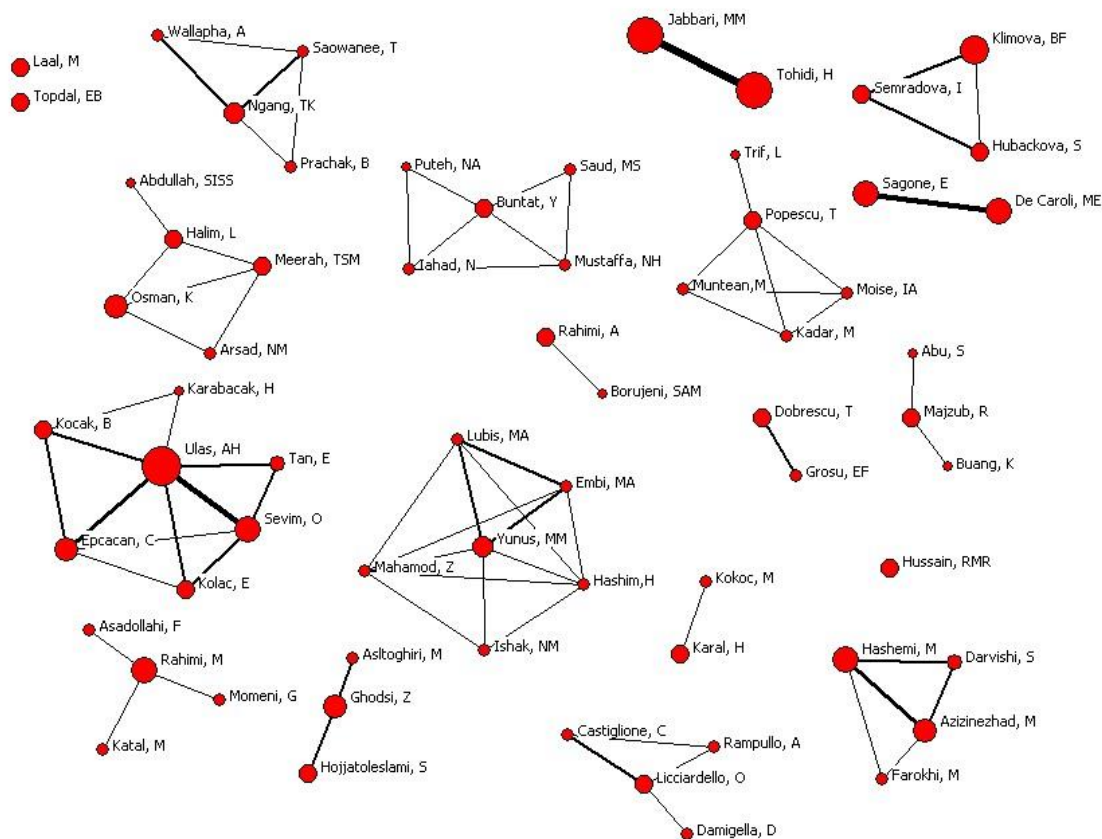 Jabbari, MM
Wallapha, A
Klimova, BF
Saowanee, T
Laal, M
Tohidi, H
Semradova, I
Topdal, EB
Ngang, TK
Hubackova, S
Trif, L
Prachak, B
Puteh, NA
Saud, MS
Abdullah, SISS
Sagone, E
Buntat, Y
De Caroli, ME
Popescu, T
Halim, L
Meerah, TSM
Iahad, N
Mustaffa, NH
Muntean,M
Moise, IA
Osman, K
Kadar, M
Rahimi, A
Arsad, NM
Abu, S
Karabacak, H
Borujeni, SAM
Kocak, B
Dobrescu, T
Majzub, R
Lubis, MA
Ulas, AH
Tan, E
Buang, K
Grosu, EF
Embi, MA
Sevim, O
Epcacan, C
Yunus, MM
Mahamod, Z
Hussain, RMR
Hashim,H
Kokoc, M
Kolac, E
Asadollahi, F
Ishak, NM
Karal, H
Asltoghiri, M
Hashemi, M
Darvishi, S
Rahimi, M
Momeni, G
Ghodsi, Z
Azizinezhad, M
Castiglione, C
Rampullo, A
Katal, M
Hojjatoleslami, S
Licciardello, O
Farokhi, M
Damigella, D